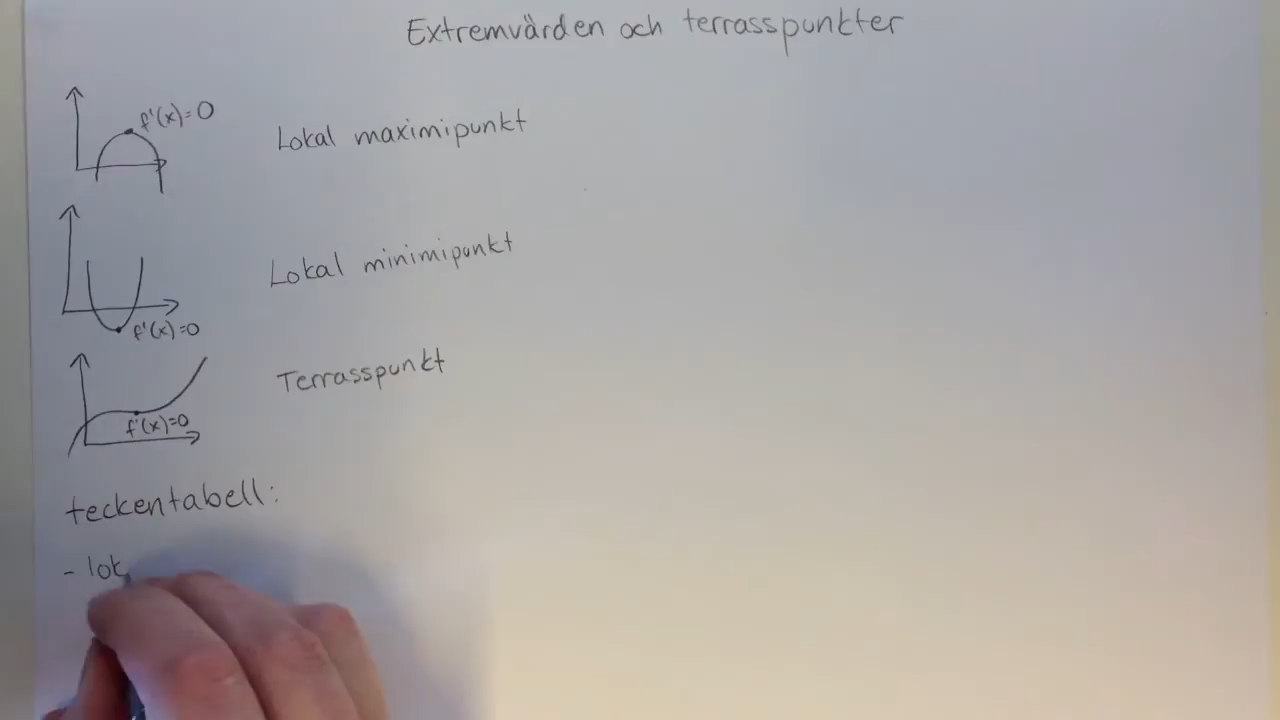 Extremvärden och terrasspunkter
f'(x)=0
Lokal maximipunkt
Lokal minimipunkt
f'(x)=0
Terrasspunkt
f'(x)=0
teckentabell:
- lok